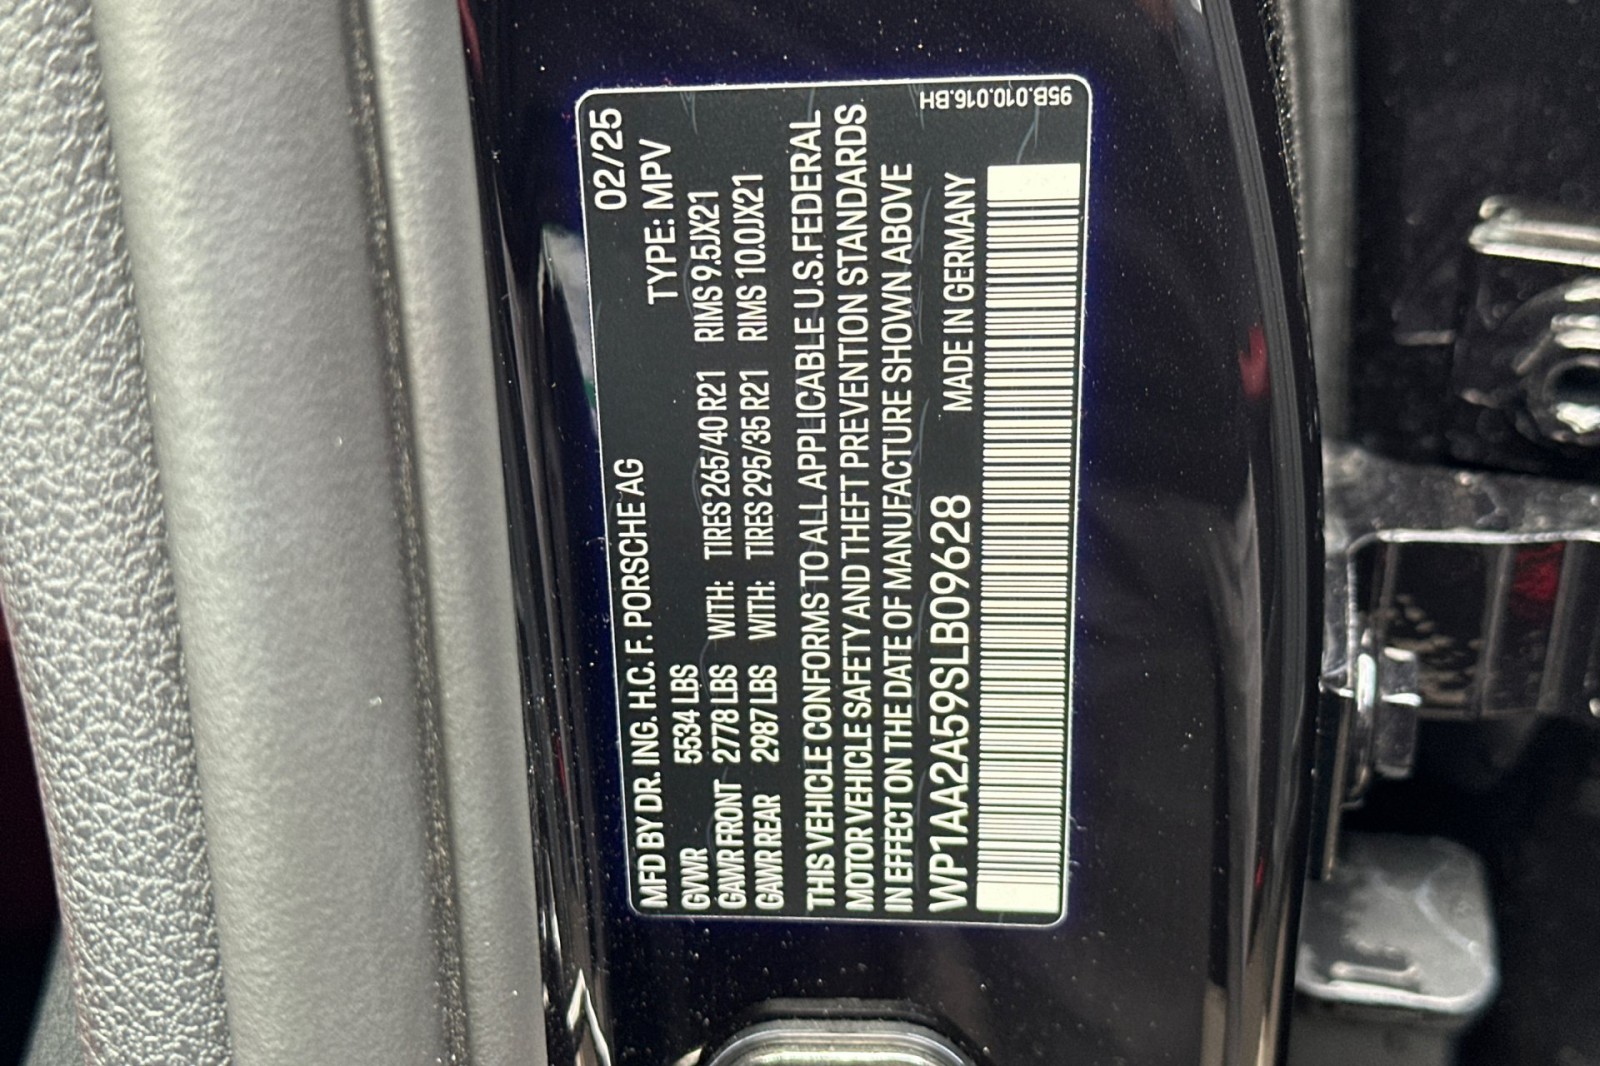 MFD BY DR. ING. H.C. F. PORSCHE AG 02/25
GVWR 5534 LBS TYPE: MPV
GAWR FRONT 2778 LBS WITH: TIRES 265/40 R21 RIMS 9.5JX21
GAWR REAR 2987 LBS WITH: TIRES 295/35 R21 RIMS 10.0JX21
THIS VEHICLE CONFORMS TO ALL APPLICABLE U.S.FEDERAL
MOTOR VEHICLE SAFETY AND THEFT PREVENTION STANDARDS
IN EFFECT ON THE DATE OF MANUFACTURE SHOWN ABOVE
WP1AA2A59SLB09628 MADE IN GERMANY
95B.010.016.BH